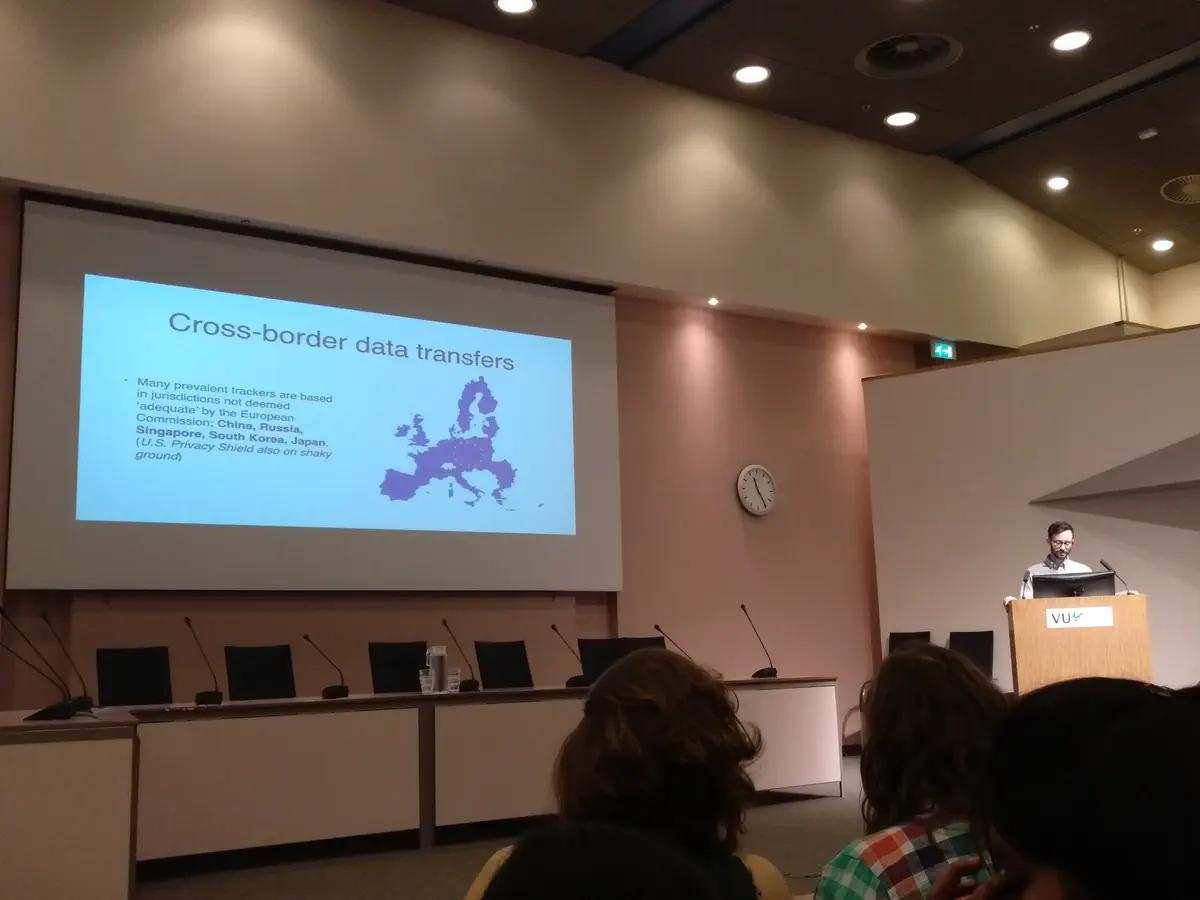 Cross-border data transfers
• Many prevalent trackers are based
in jurisdictions not deemed
'adequate' by the European
Commission; China, Russia,
Singapore, South Korea, Japan.
(U.S. Privacy Shield also on shaky
ground)
VU